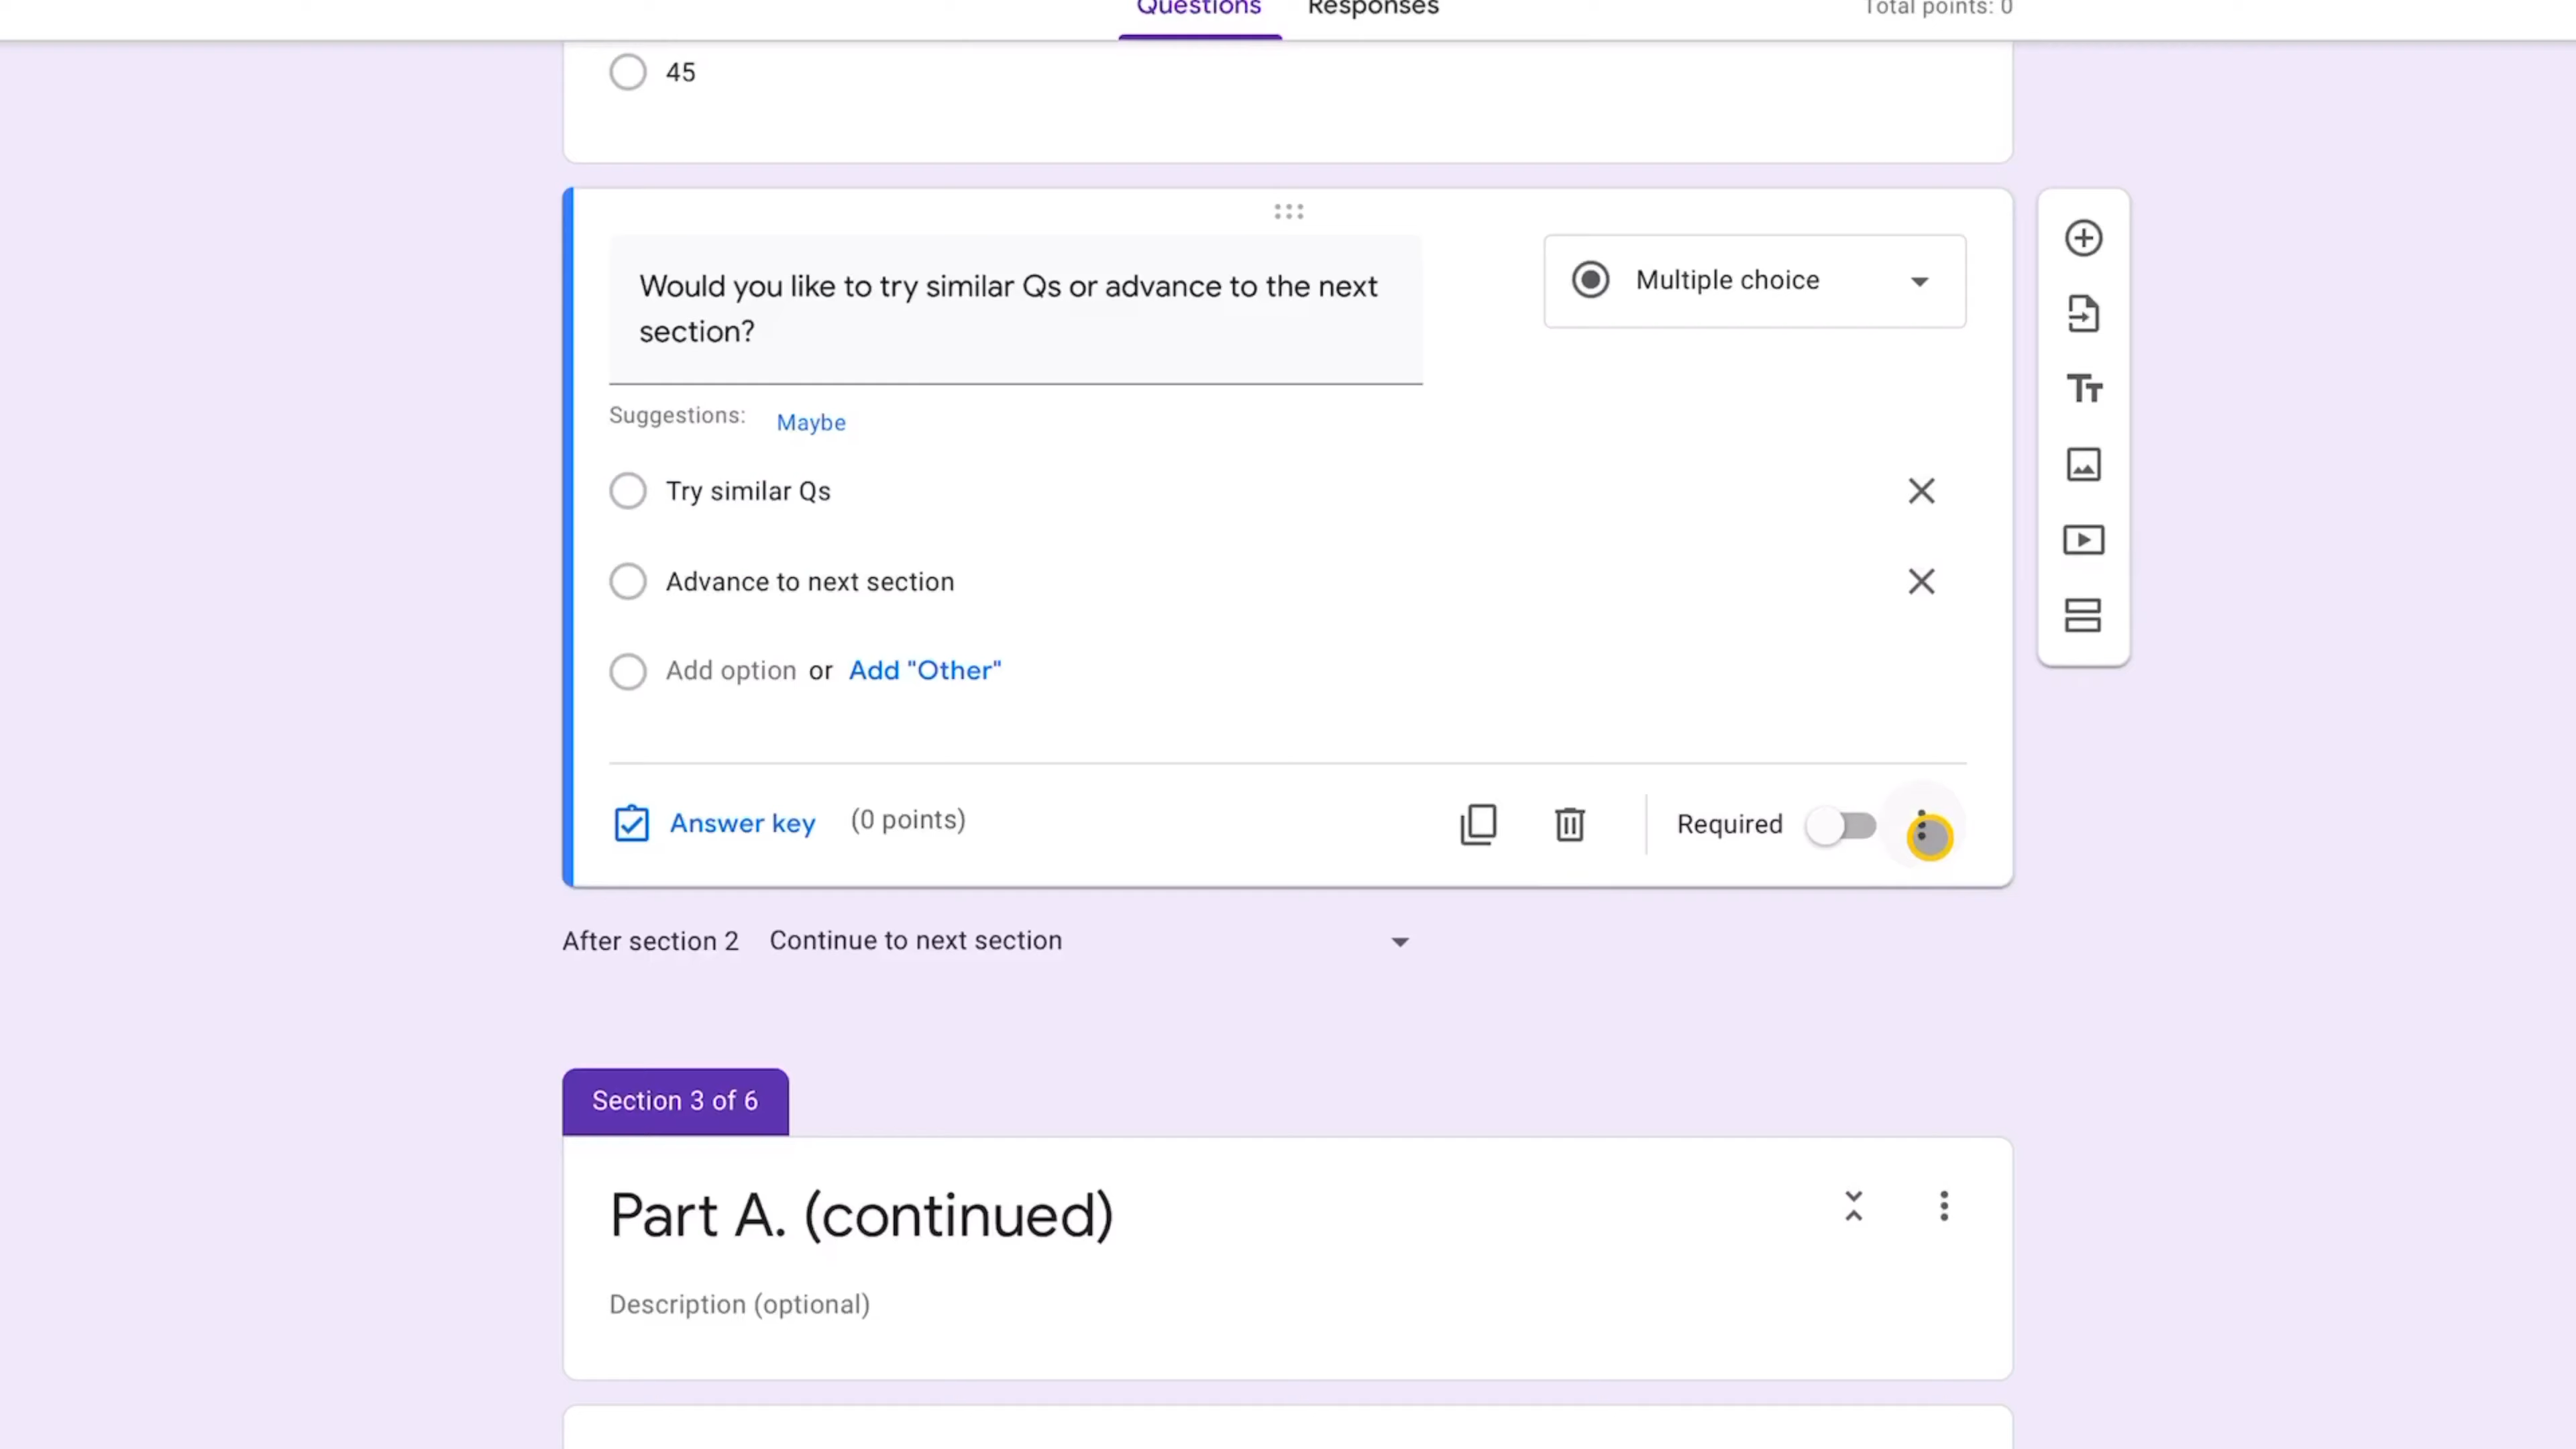 Questions
Responses
Total points: 0
45
Would you like to try similar Qs or advance to the next
section?
Multiple choice
Suggestions:
Maybe
Try similar Qs
Advance to next section
Add option or Add "Other"
Answer key
(0 points)
Required
After section 2
Continue to next section
Section 3 of 6
Part A. (continued)
Description (optional)